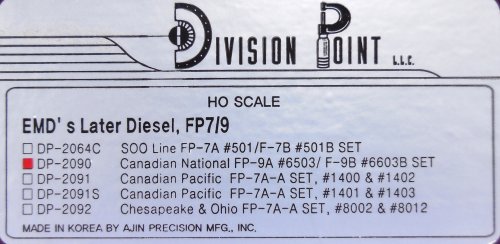 DIVISION POINT L.L.C.
HO SCALE
EMD's Later Diesel, FP7/9
DP-2064C SOO Line FP-7A #501/F-7B #501B SET
DP-2090 Canadian National FP-9A #6503/ F-9B #6603B SET
DP-2091 Canadian Pacific FP-7A-A SET, #1400 & #1402
DP-2091S Canadian Pacific FP-7A-A SET, #1401 & #1403
DP-2092 Chesapeake & Ohio FP-7A-A SET, #8002 & #8012
MADE IN KOREA BY AJIN PRECISION MFG., INC.